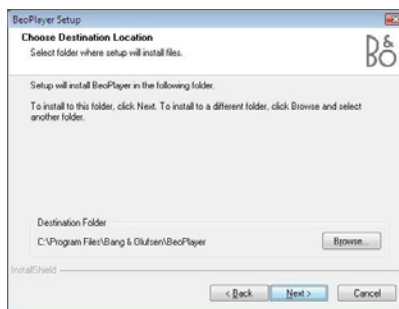 BeoPlayer Setup
Choose Destination Location
Select folder where setup will install files.
B&O
Setup will install BeoPlayer in the following folder.
To install to this folder, click Next. To install to a different folder, click Browse and select
another folder.
Destination Folder
C:\Program Files\Bang & Olufsen\BeoPlayer
Browse...
InstallShield
< Back
Next >
Cancel